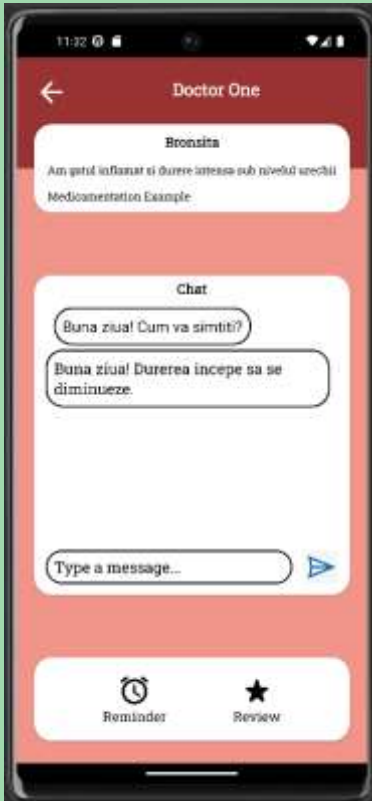 11:32
Doctor One
Bronsita
Am gatul inflamat si durere intensa sub nivelul urechii
Medicamentation Example
Chat
Buna ziua! Cum va simtiti?
Buna ziua! Durerea incepe sa se
diminueze.
Type a message...
Reminder
Review